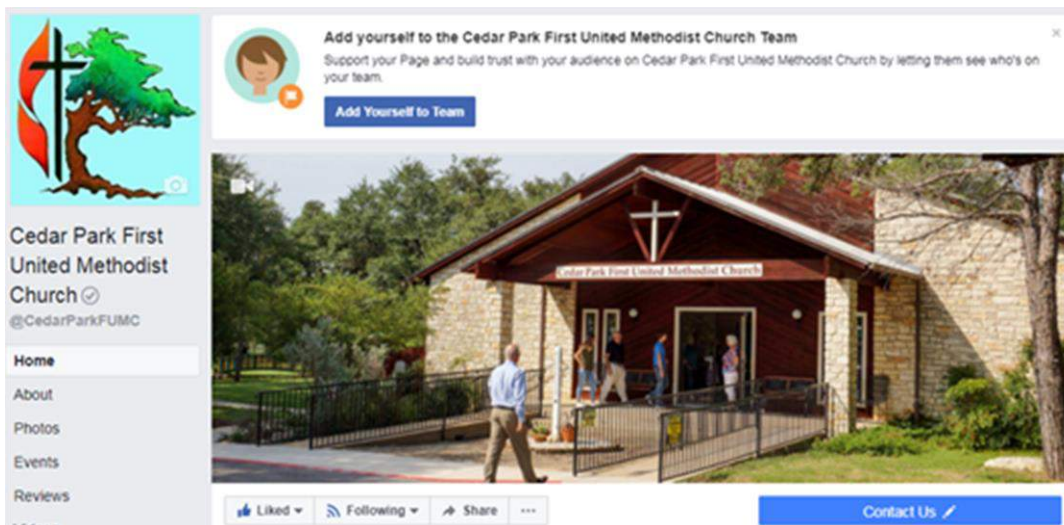 Add yourself to the Cedar Park First United Methodist Church Team
Support your Page and build trust with your audience on Cedar Park First United Methodist Church by letting them see who's on
your team.
Add Yourself to Team
Cedar Park First United Methodist Church
Cedar Park First
United Methodist
Church
@CedarParkFUMC
Home
About
Photos
Events
Reviews
Liked
Following
Share
Contact Us